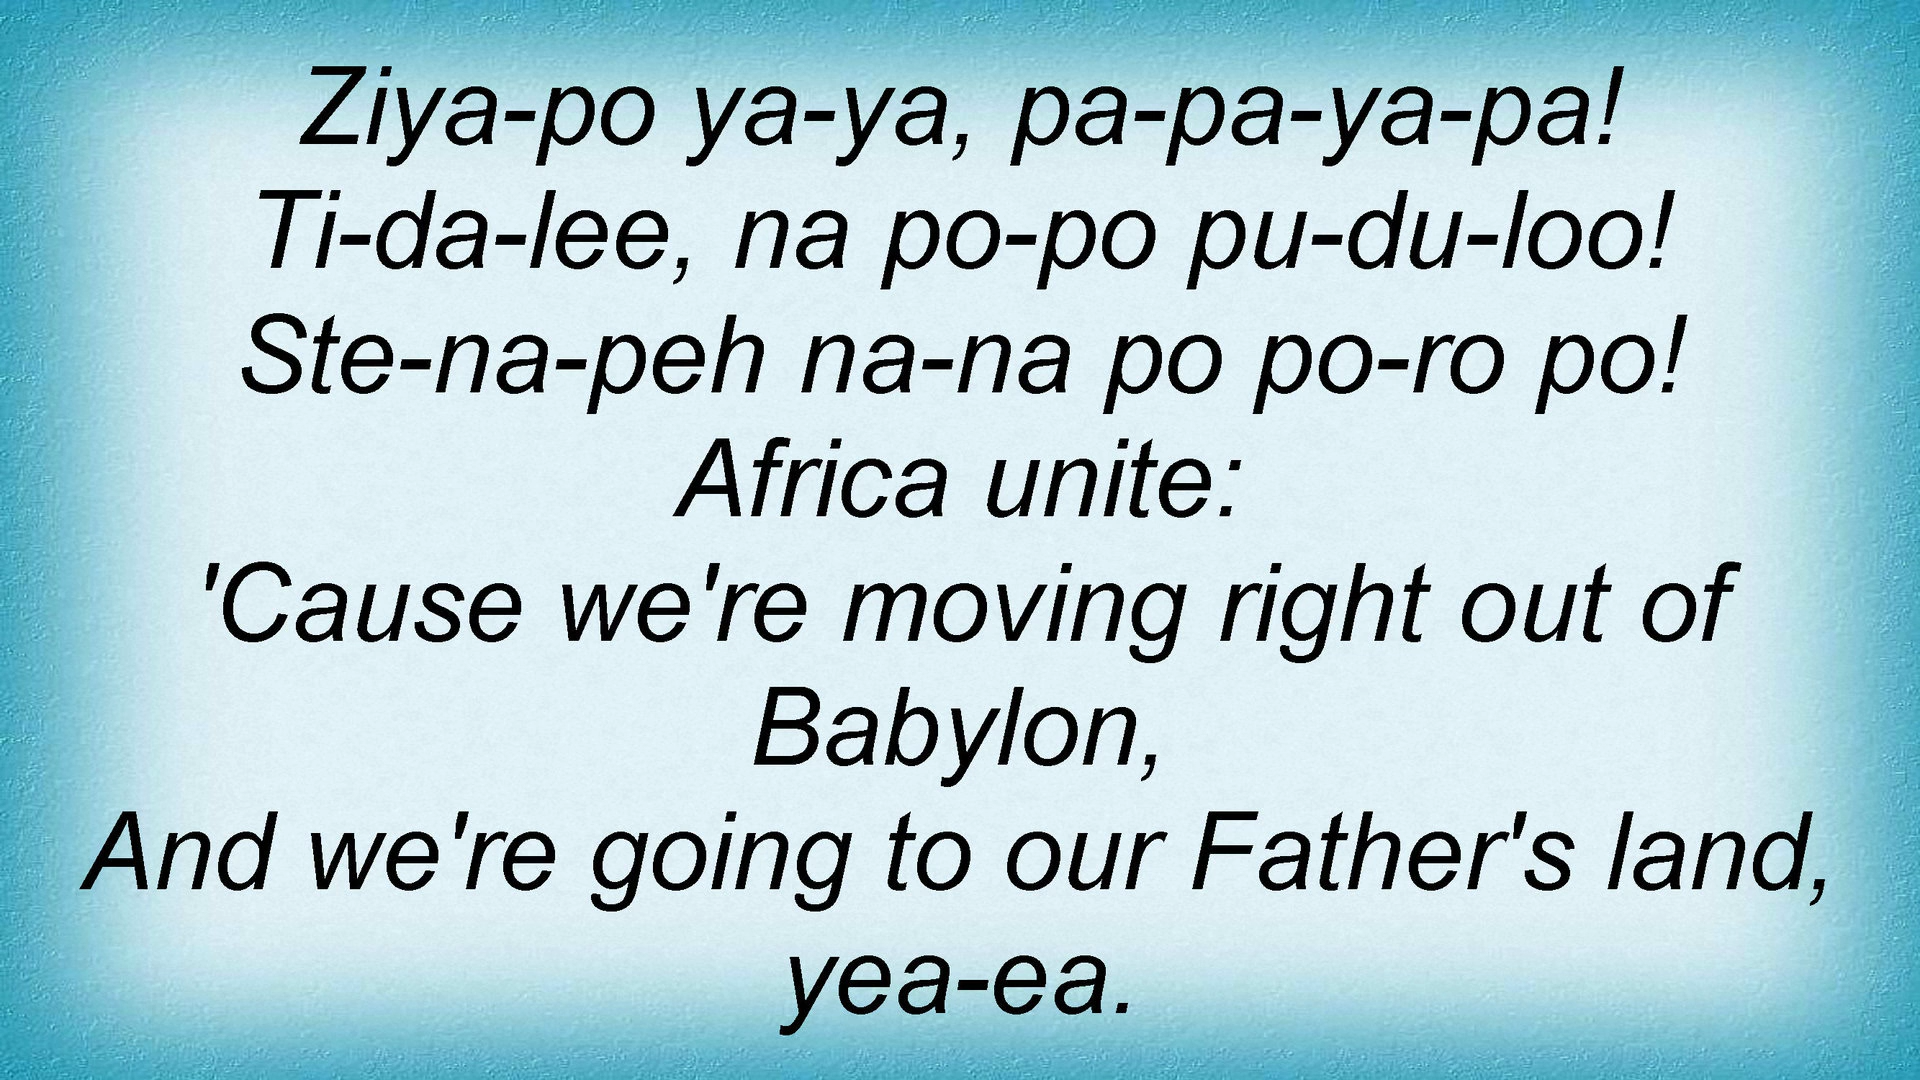 Ziya-po ya-ya, pa-pa-ya-pa!
Ti-da-lee, na po-po pu-du-loo!
Ste-na-peh na-na po po-ro po!
Africa unite:
'Cause we're moving right out of
Babylon,
And we're going to our Father's land,
yea-ea.